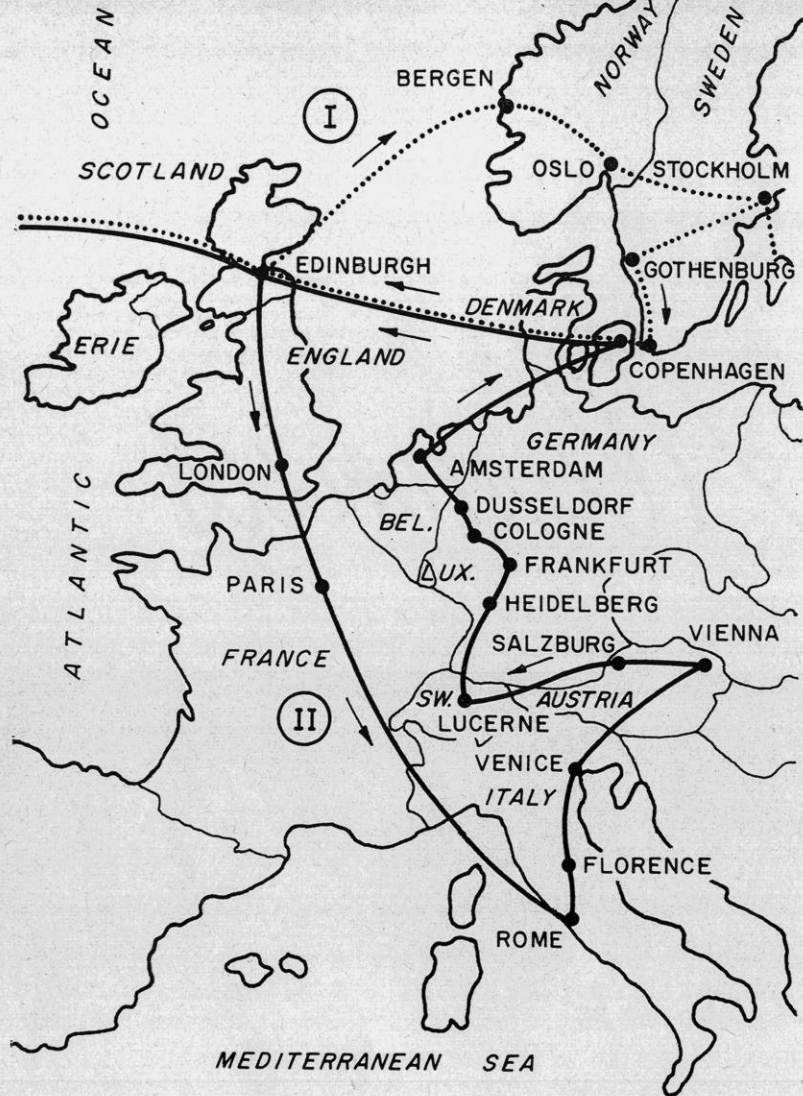 OCEAN
NORWAY
SWEDEN
BERGEN
I
SCOTLAND
OSLO
STOCKHOLM
EDINBURGH
GOTHENBURG
DENMARK
ERIE
ENGLAND
COPENHAGEN
GERMANY
AMSTERDAM
LONDON
ATLANTIC
DUSSELDORF
BEL.
COLOGNE
LUX.
FRANKFURT
PARIS
HEIDELBERG
SALZBURG
VIENNA
FRANCE
SW.
AUSTRIA
II
LUCERNE
VENICE
ITALY
FLORENCE
ROME
MEDITERRANEAN SEA